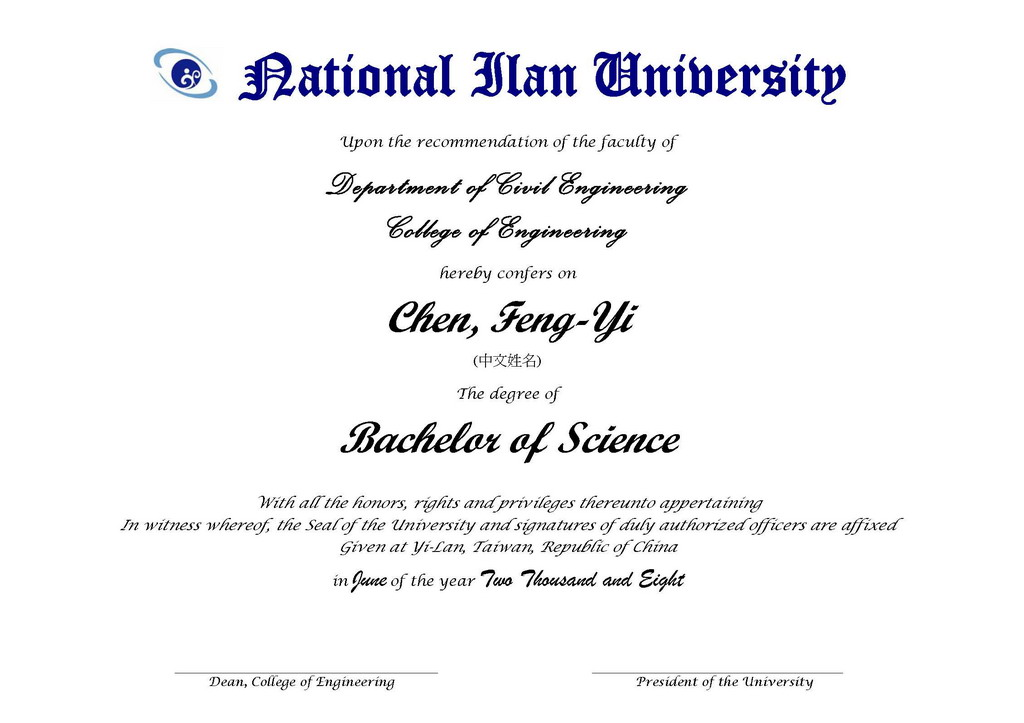 National Ilan University
Upon the recommendation of the faculty of
Department of Civil Engineering
College of Engineering
hereby confers on
Chen, Feng-Yi
(中文姓名)
The degree of
Bachelor of Science
With all the honors, rights and privileges thereunto appertaining
In witness whereof, the Seal of the University and signatures of duly authorized officers are affixed
Given at Yi-Lan, Taiwan, Republic of China
in June of the year Two Thousand and Eight
Dean, College of Engineering
President of the University